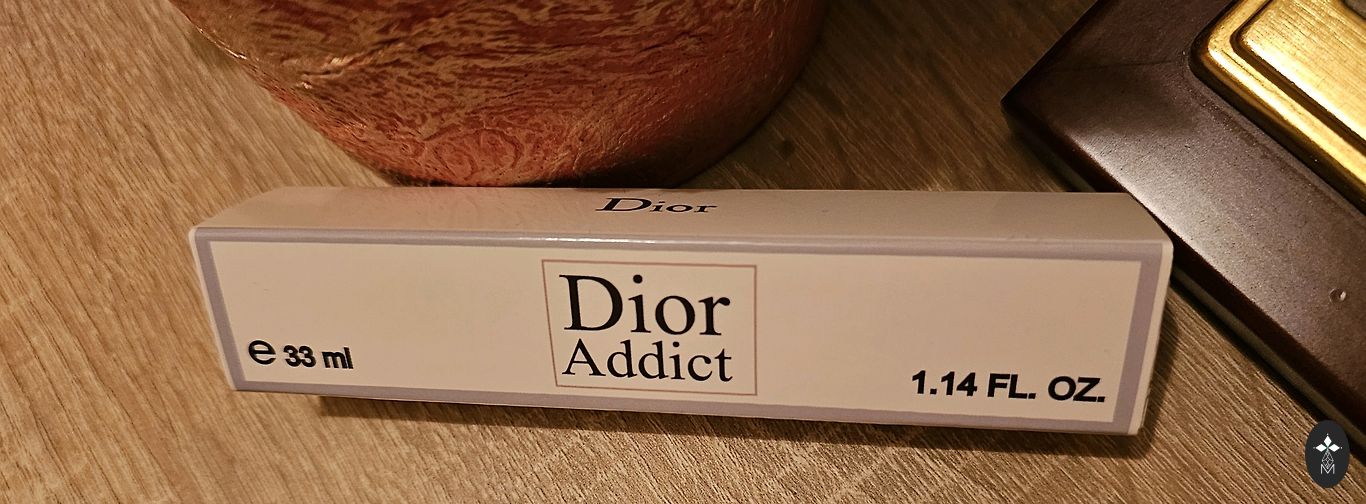 Dior
Dior
Addict
e 33 ml
1.14 FL. OZ.
M